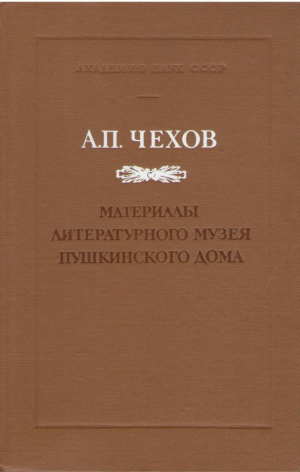 АКАДЕМИЯ НАУК СССР
А.П. ЧЕХОВ
МАТЕРИАЛЫ
ЛИТЕРАТУРНОГО МУЗЕЯ
ПУШКИНСКОГО ДОМА